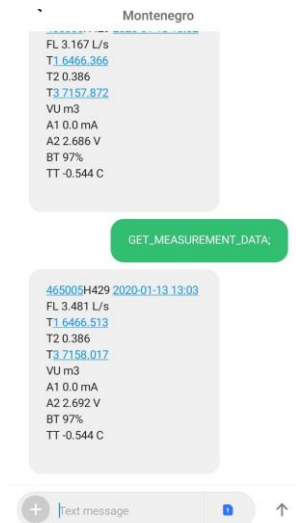 Montenegro
FL 3.167 L/s
T1 6466.366
T2 0.386
T3 7157.872
VU m3
A1 0.0 mA
A2 2.686 V
BT 97%
TT -0.544 C
GET_MEASUREMENT_DATA;
465005H429 2020-01-13 13:03
FL 3.481 L/s
T1 6466.513
T2 0.386
T3 7158.017
VU m3
A1 0.0 mA
A2 2.692 V
BT 97%
TT -0.544 C
Text message
1